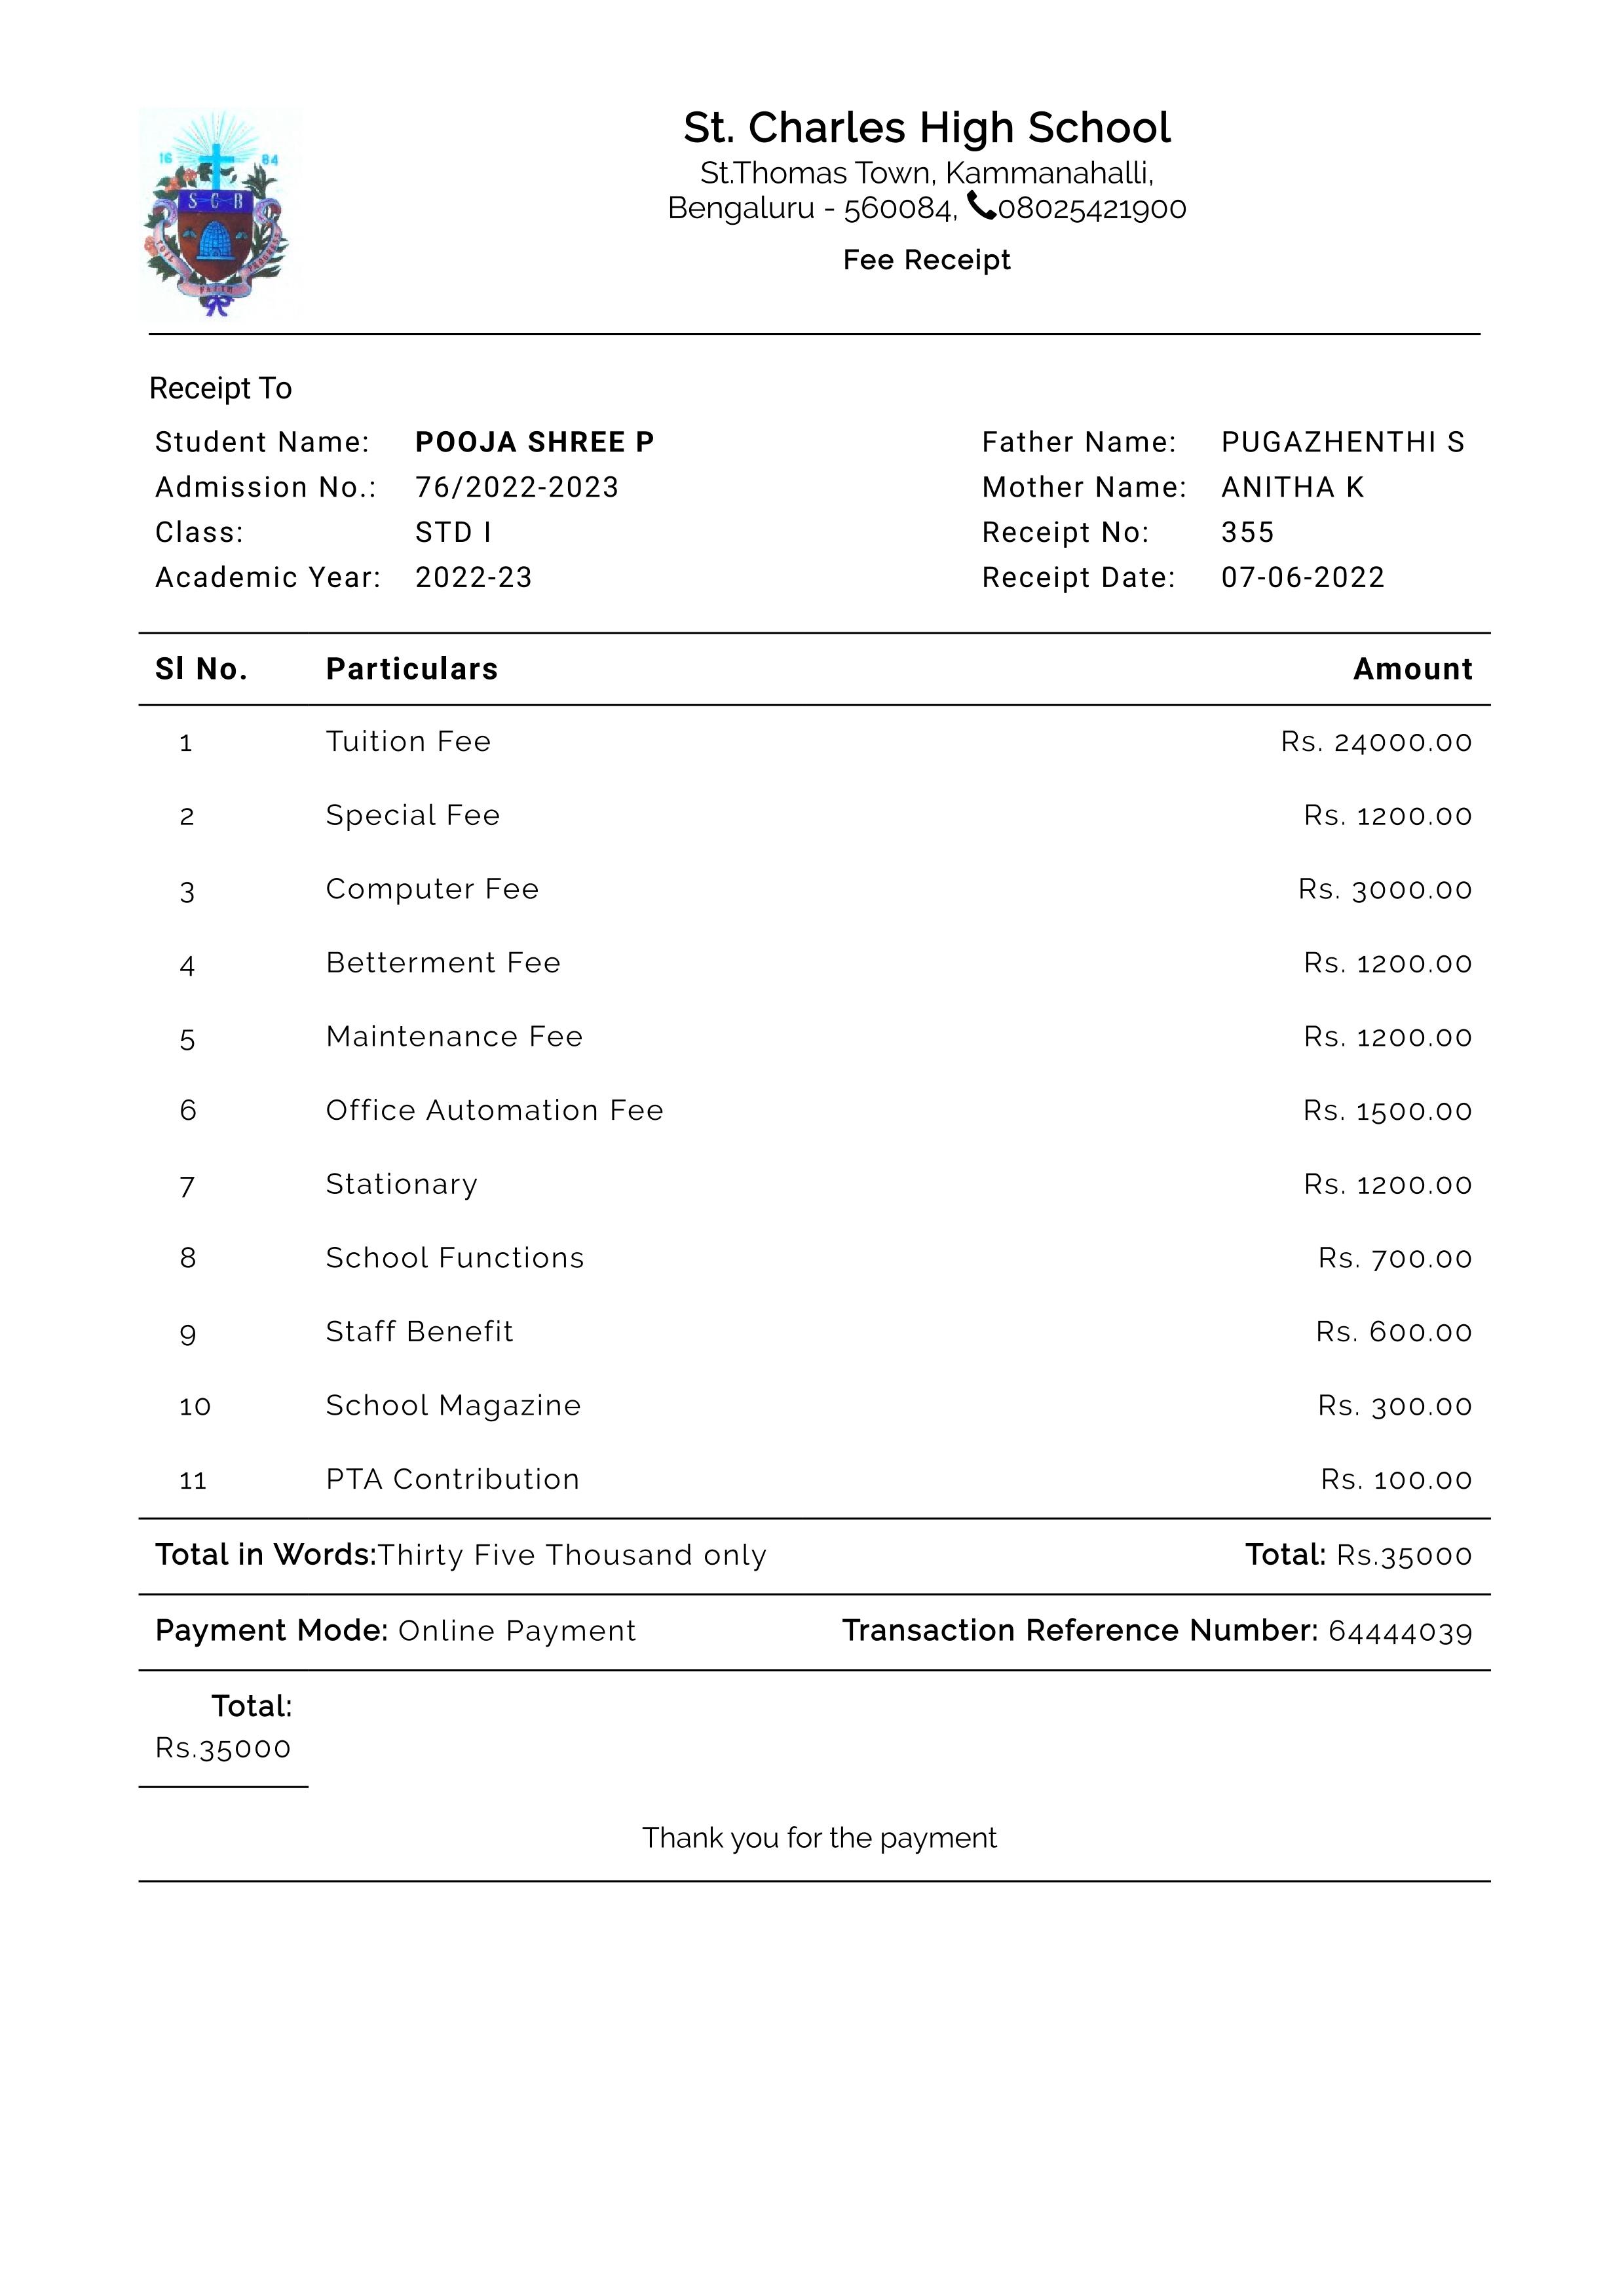 16 84
S C B
TOIL FAITH PROGRESS
St. Charles High School
St.Thomas Town, Kammanahalli,
Bengaluru - 560084, 08025421900
Fee Receipt
Receipt To
Student Name: POOJA SHREE P Father Name: PUGAZHENTHI S
Admission No.: 76/2022-2023 Mother Name: ANITHA K
Class: STD I Receipt No: 355
Academic Year: 2022-23 Receipt Date: 07-06-2022
Sl No. Particulars Amount
1 Tuition Fee Rs. 24000.00
2 Special Fee Rs. 1200.00
3 Computer Fee Rs. 3000.00
4 Betterment Fee Rs. 1200.00
5 Maintenance Fee Rs. 1200.00
6 Office Automation Fee Rs. 1500.00
7 Stationary Rs. 1200.00
8 School Functions Rs. 700.00
9 Staff Benefit Rs. 600.00
10 School Magazine Rs. 300.00
11 PTA Contribution Rs. 100.00
Total in Words:Thirty Five Thousand only Total: Rs.35000
Payment Mode: Online Payment Transaction Reference Number: 64444039
Total:
Rs.35000
Thank you for the payment